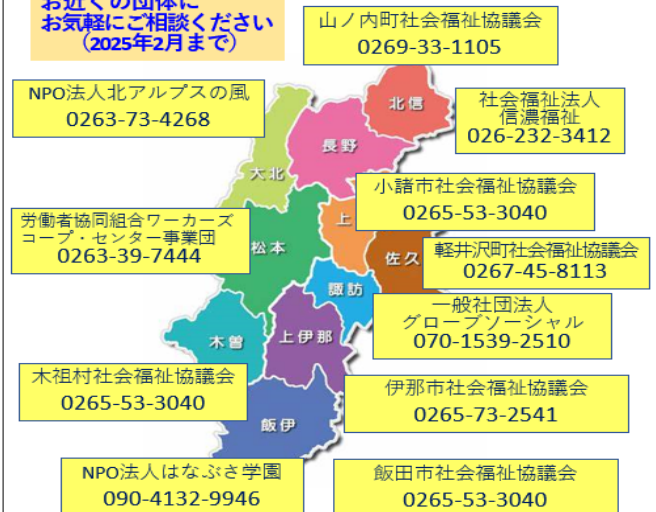 お近くの団体に
お気軽にご相談ください
（2025年2月まで）
山ノ内町社会福祉協議会
0269-33-1105
NPO法人北アルプスの風
0263-73-4268
北信
社会福祉法人
信濃福祉
026-232-3412
長野
大北
小諸市社会福祉協議会
0265-53-3040
上
労働者協同組合ワーカーズ
コープ・センター事業団
0263-39-7444
松本
佐久
軽井沢町社会福祉協議会
0267-45-8113
諏訪
一般社団法人
グローブソーシャル
070-1539-2510
木曽
上伊那
木祖村社会福祉協議会
0265-53-3040
伊那市社会福祉協議会
0265-73-2541
飯伊
NPO法人はなぶさ学園
090-4132-9946
飯田市社会福祉協議会
0265-53-3040